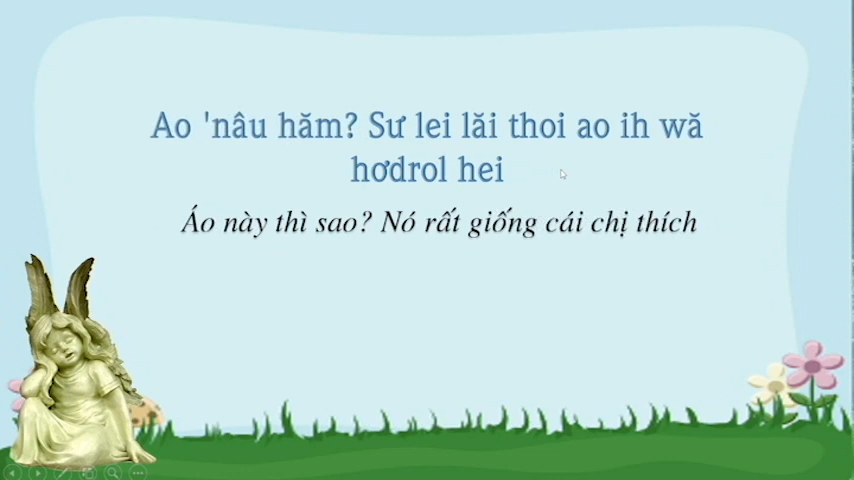 Ao 'nâu hăm? Sư lei lăi thoi ao ih wă
hơdrol hei
Áo này thì sao? Nó rất giống cái chị thích